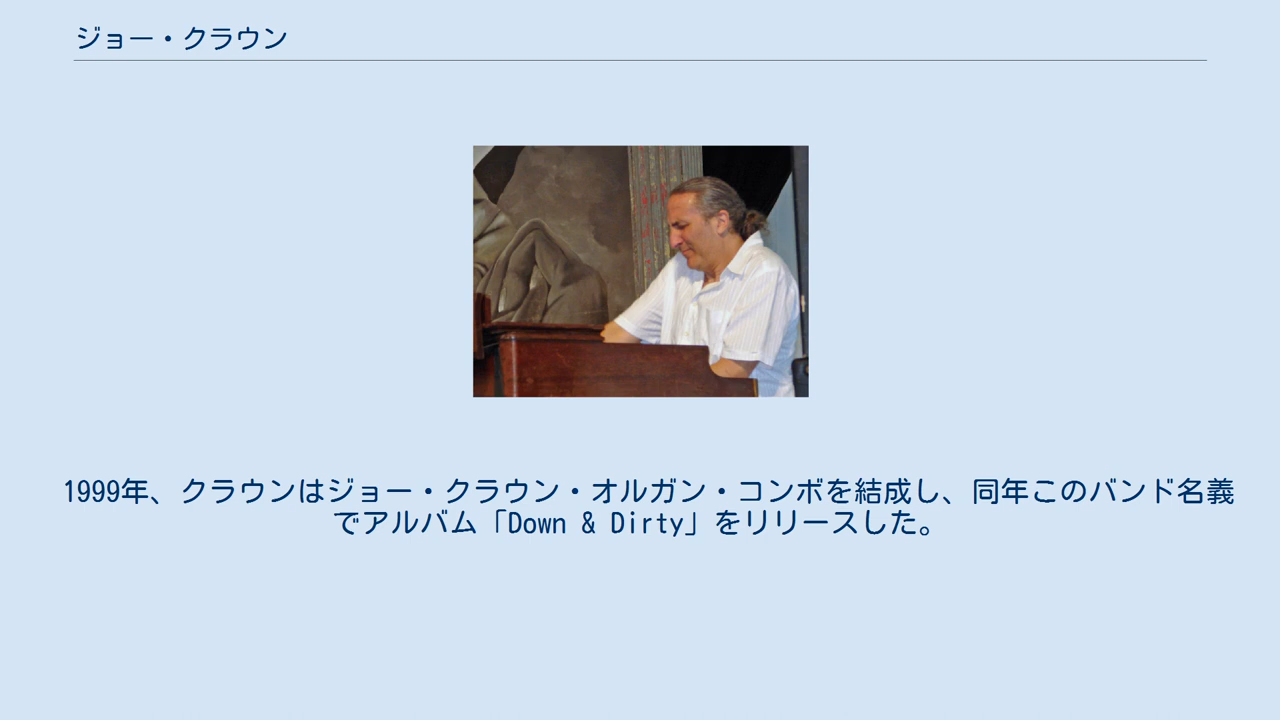 ジョー・クラウン
1999年、クラウンはジョー・クラウン・オルガン・コンボを結成し、同年このバンド名義
でアルバム「Down & Dirty」をリリースした。